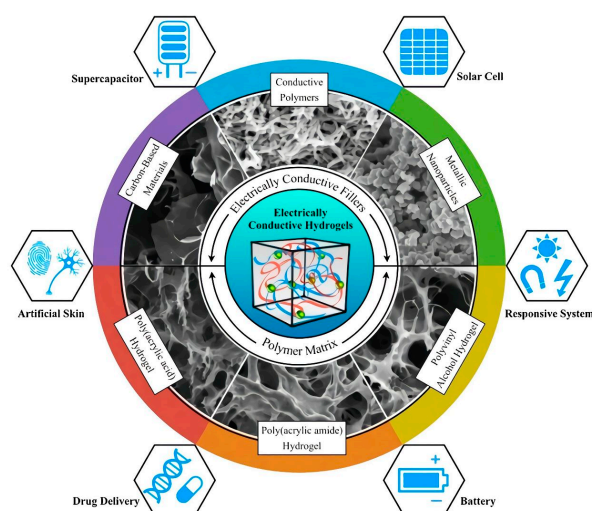 Supercapacitor
Solar Cell
Conductive
Polymers
Carbon-Based
Materials
Metallic
Nanoparticles
Electrically Conductive Fillers
Electrically
Conductive Hydrogels
Polymer Matrix
Artificial Skin
Responsive System
Poly(acrylic acid)
Hydrogel
Polyvinyl
Alcohol Hydrogel
Poly(acrylic amide)
Hydrogel
Drug Delivery
Battery